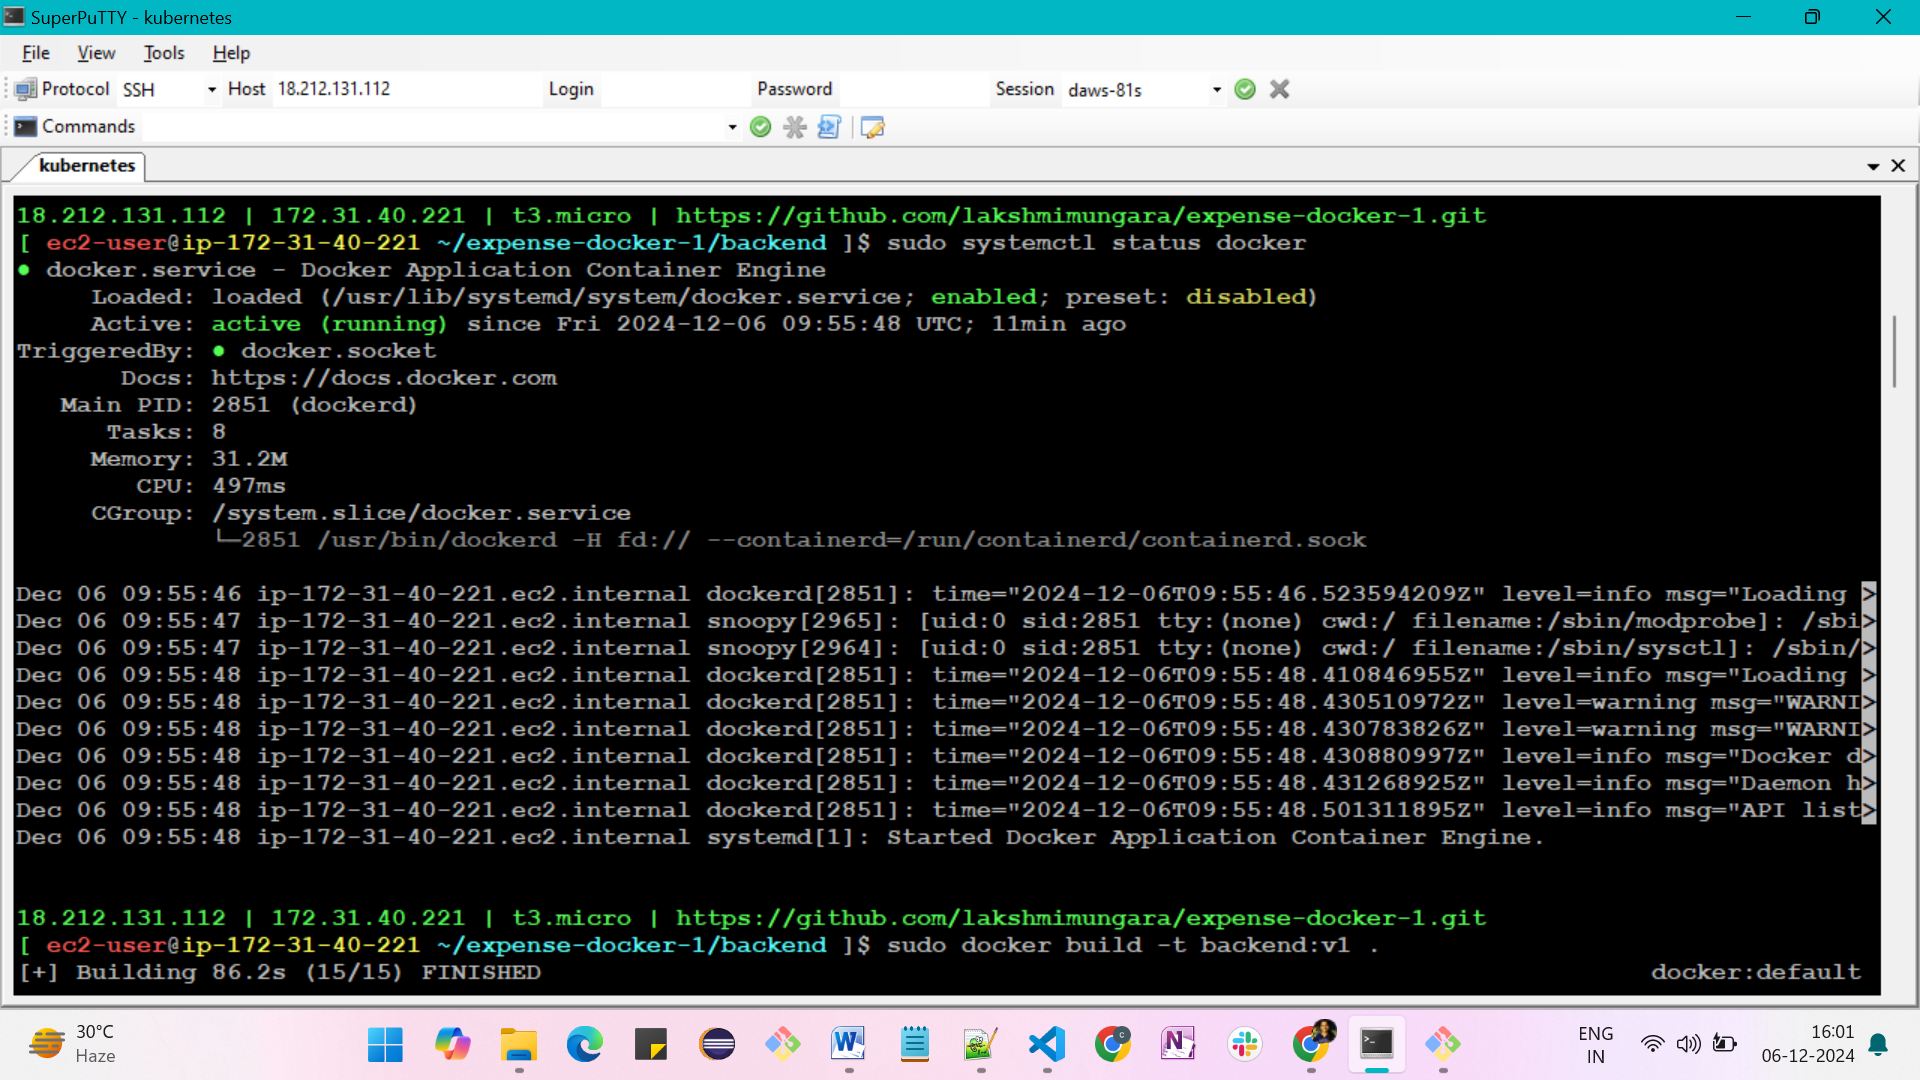 SuperPuTTY - kubernetes
File View Tools Help
Protocol SSH Host 18.212.131.112 Login Password Session daws-81s
Commands
kubernetes
18.212.131.112 | 172.31.40.221 | t3.micro | https://github.com/lakshmimungara/expense-docker-1.git
[ ec2-user@ip-172-31-40-221 ~/expense-docker-1/backend ]$ sudo systemctl status docker
● docker.service - Docker Application Container Engine
Loaded: loaded (/usr/lib/systemd/system/docker.service; enabled; preset: disabled)
Active: active (running) since Fri 2024-12-06 09:55:48 UTC; 11min ago
TriggeredBy: ● docker.socket
Docs: https://docs.docker.com
Main PID: 2851 (dockerd)
Tasks: 8
Memory: 31.2M
CPU: 497ms
CGroup: /system.slice/docker.service
└─2851 /usr/bin/dockerd -H fd:// --containerd=/run/containerd/containerd.sock
Dec 06 09:55:46 ip-172-31-40-221.ec2.internal dockerd[2851]: time="2024-12-06T09:55:46.523594209Z" level=info msg="Loading >
Dec 06 09:55:47 ip-172-31-40-221.ec2.internal snoopy[2965]: [uid:0 sid:2851 tty:(none) cwd:/ filename:/sbin/modprobe]: /sbi>
Dec 06 09:55:47 ip-172-31-40-221.ec2.internal snoopy[2964]: [uid:0 sid:2851 tty:(none) cwd:/ filename:/sbin/sysctl]: /sbin/>
Dec 06 09:55:48 ip-172-31-40-221.ec2.internal dockerd[2851]: time="2024-12-06T09:55:48.410846955Z" level=info msg="Loading >
Dec 06 09:55:48 ip-172-31-40-221.ec2.internal dockerd[2851]: time="2024-12-06T09:55:48.430510972Z" level=warning msg="WARNI>
Dec 06 09:55:48 ip-172-31-40-221.ec2.internal dockerd[2851]: time="2024-12-06T09:55:48.430783826Z" level=warning msg="WARNI>
Dec 06 09:55:48 ip-172-31-40-221.ec2.internal dockerd[2851]: time="2024-12-06T09:55:48.430880997Z" level=info msg="Docker d>
Dec 06 09:55:48 ip-172-31-40-221.ec2.internal dockerd[2851]: time="2024-12-06T09:55:48.431268925Z" level=info msg="Daemon h>
Dec 06 09:55:48 ip-172-31-40-221.ec2.internal dockerd[2851]: time="2024-12-06T09:55:48.501311895Z" level=info msg="API list>
Dec 06 09:55:48 ip-172-31-40-221.ec2.internal systemd[1]: Started Docker Application Container Engine.
18.212.131.112 | 172.31.40.221 | t3.micro | https://github.com/lakshmimungara/expense-docker-1.git
[ ec2-user@ip-172-31-40-221 ~/expense-docker-1/backend ]$ sudo docker build -t backend:v1 .
[+] Building 86.2s (15/15) FINISHED docker:default
30°C
Haze
ENG
IN
16:01
06-12-2024